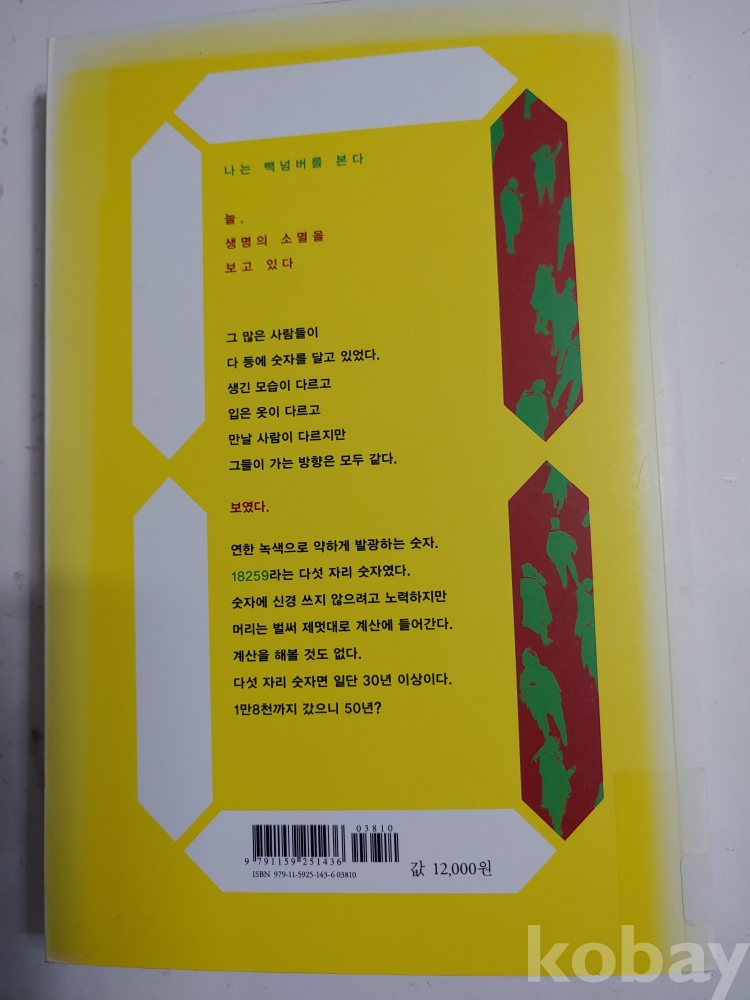 나는 빽넘버를 본다
늘,
생명의 소멸을
보고 있다
그 많은 사람들이
다 등에 숫자를 달고 있었다.
생긴 모습이 다르고
입은 옷이 다르고
만날 사람이 다르지만
그들이 가는 방향은 모두 같다.
보였다.
연한 녹색으로 약하게 발광하는 숫자.
18259라는 다섯 자리 숫자였다.
숫자에 신경 쓰지 않으려고 노력하지만
머리는 벌써 제멋대로 계산에 들어간다.
계산을 해볼 것도 없다.
다섯 자리 숫자면 일단 30년 이상이다.
1만8천까지 갔으니 50년?
03810
9 791159 251436
ISBN 979-11-5925-143-6 03810
값 12,000원
kobay